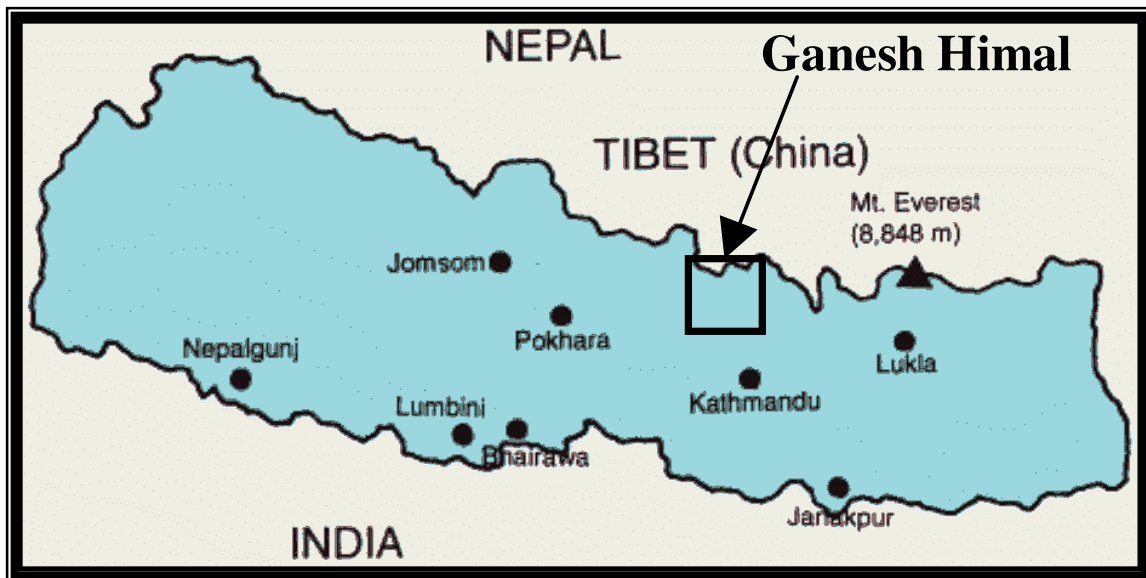 NEPAL
Ganesh Himal
TIBET (China)
Mt. Everest
(8,848 m)
Jomsom
Pokhara
Nepalgunj
Lukla
Lumbini
Kathmandu
Bhairawa
Janakpur
INDIA